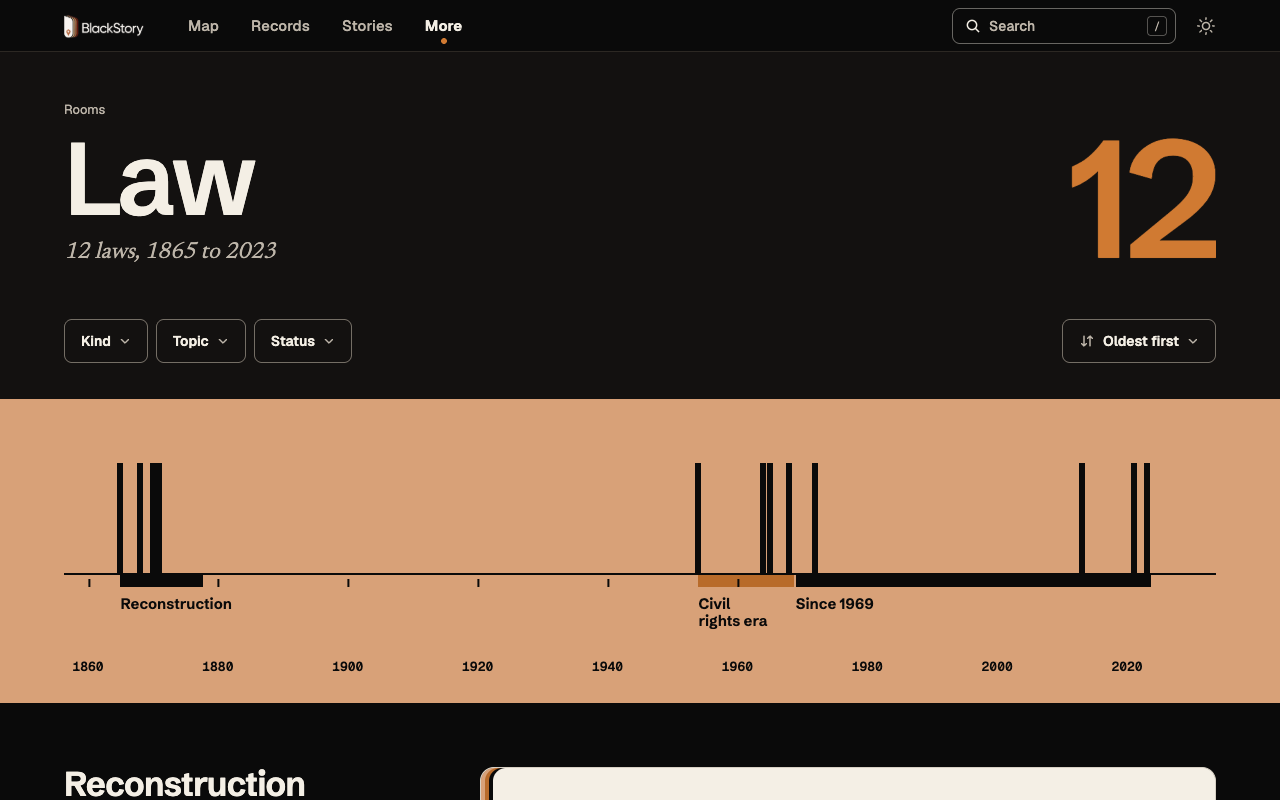 BlackStory
Map
Records
Stories
More
Search
/
Rooms
Law
12
12 laws, 1865 to 2023
Kind
Topic
Status
Oldest first
Reconstruction
Civil
rights era
Since 1969
1860
1880
1900
1920
1940
1960
1980
2000
2020
Reconstruction